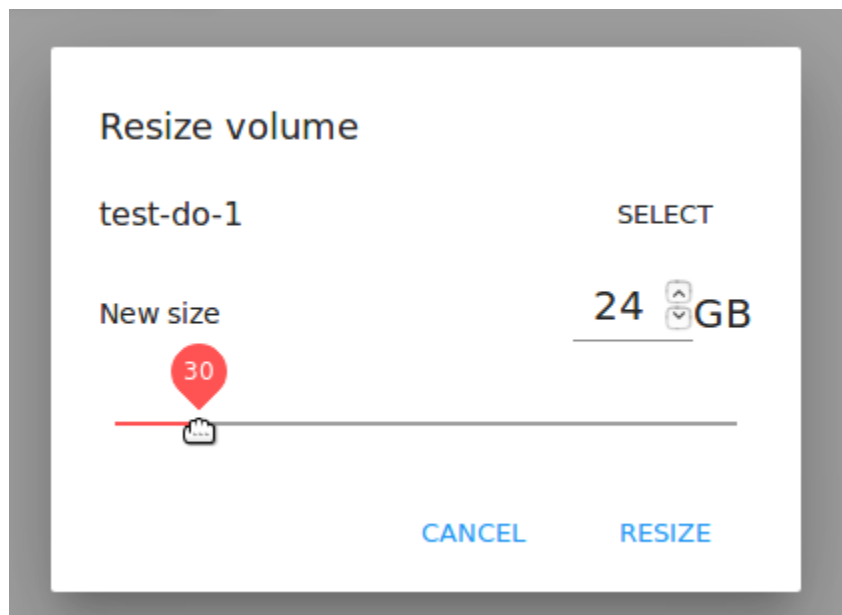 Resize volume
test-do-1 SELECT
New size 24 GB
30
CANCEL RESIZE